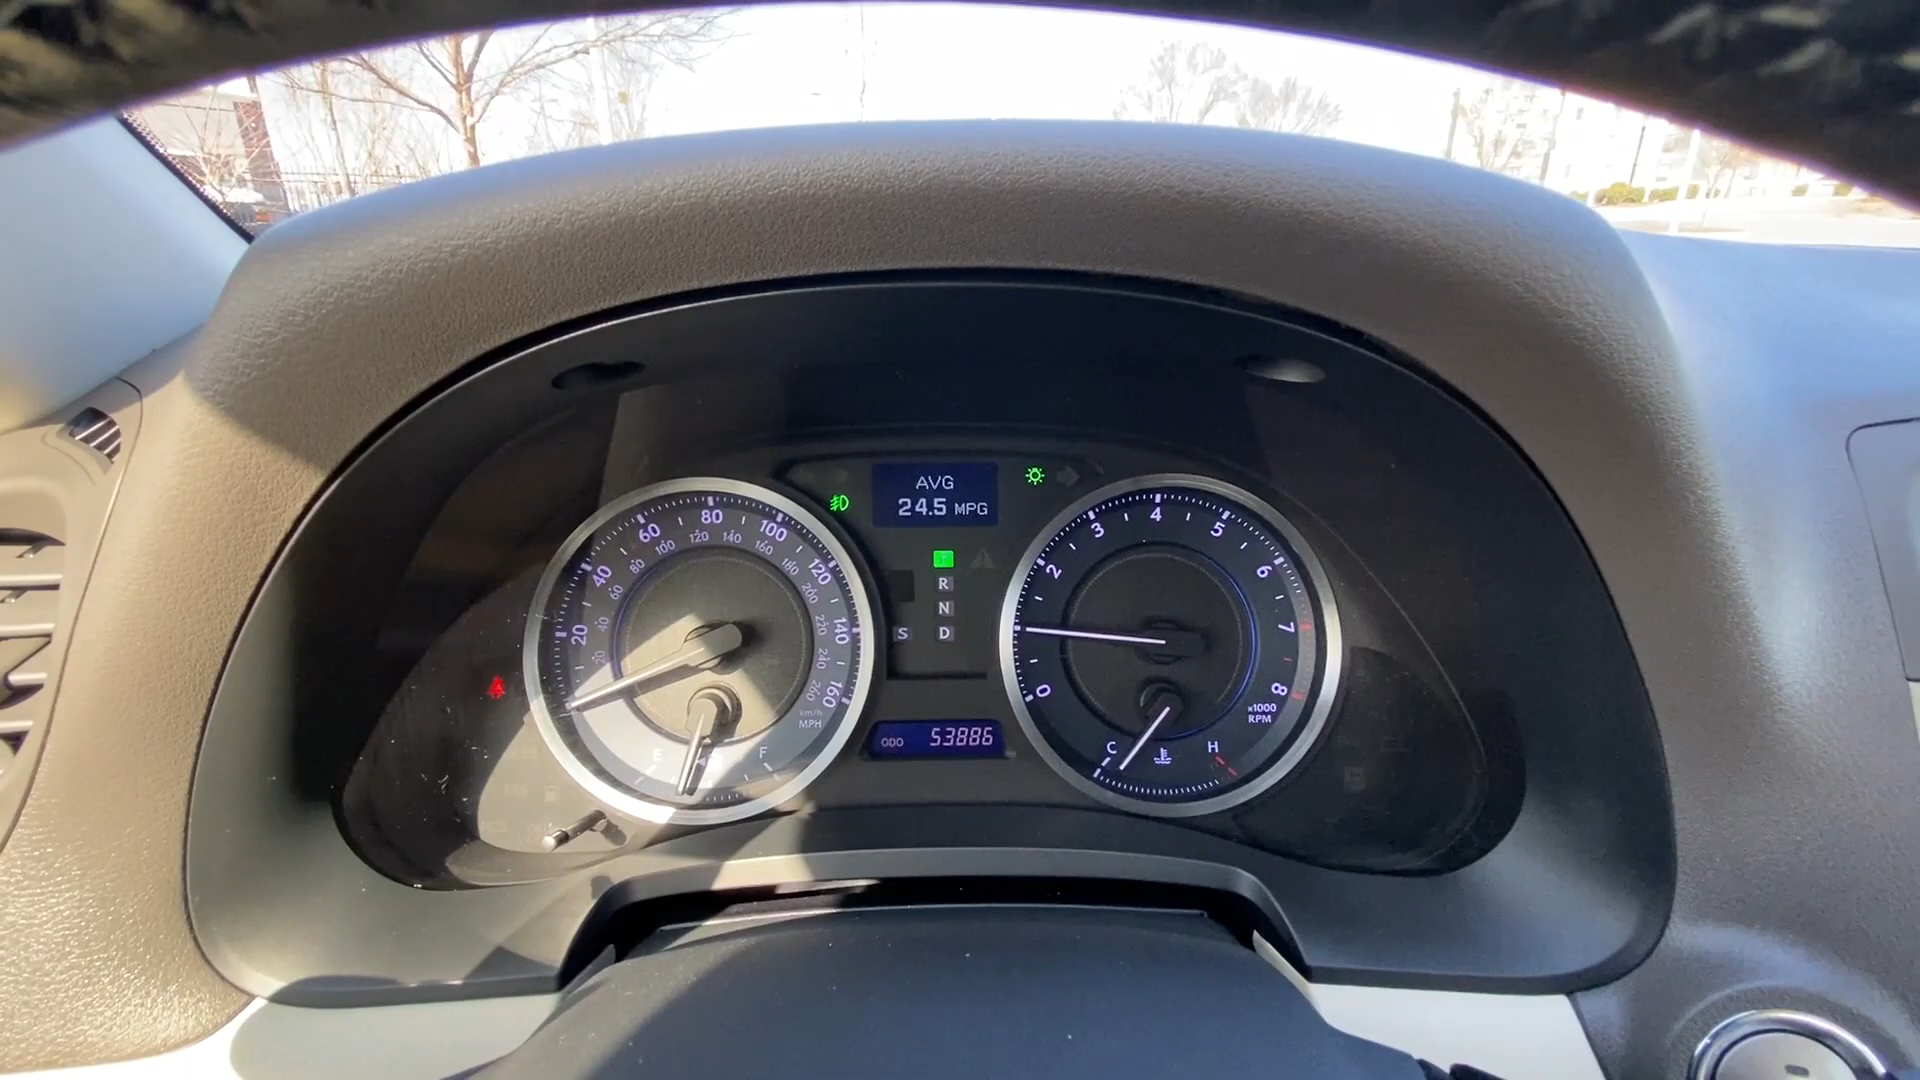 AVG
24.5 MPG
20 40 60 80 100 120 140 160
20 40 60 80 100 120 140 160 180 200 220 240 260
km/h
MPH
E F
R
N
S D
ODO 53886
0 2 3 4 5 6 7 8
x1000
RPM
C H